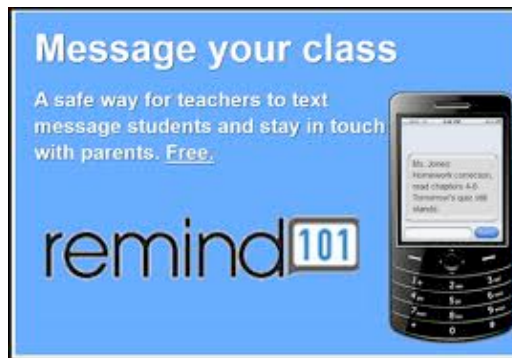 Message your class
A safe way for teachers to text
message students and stay in touch
with parents. Free.
remind101
Ms. Jones:
Homework correction,
read chapters 4-6.
Tomorrow's quiz still
stands.